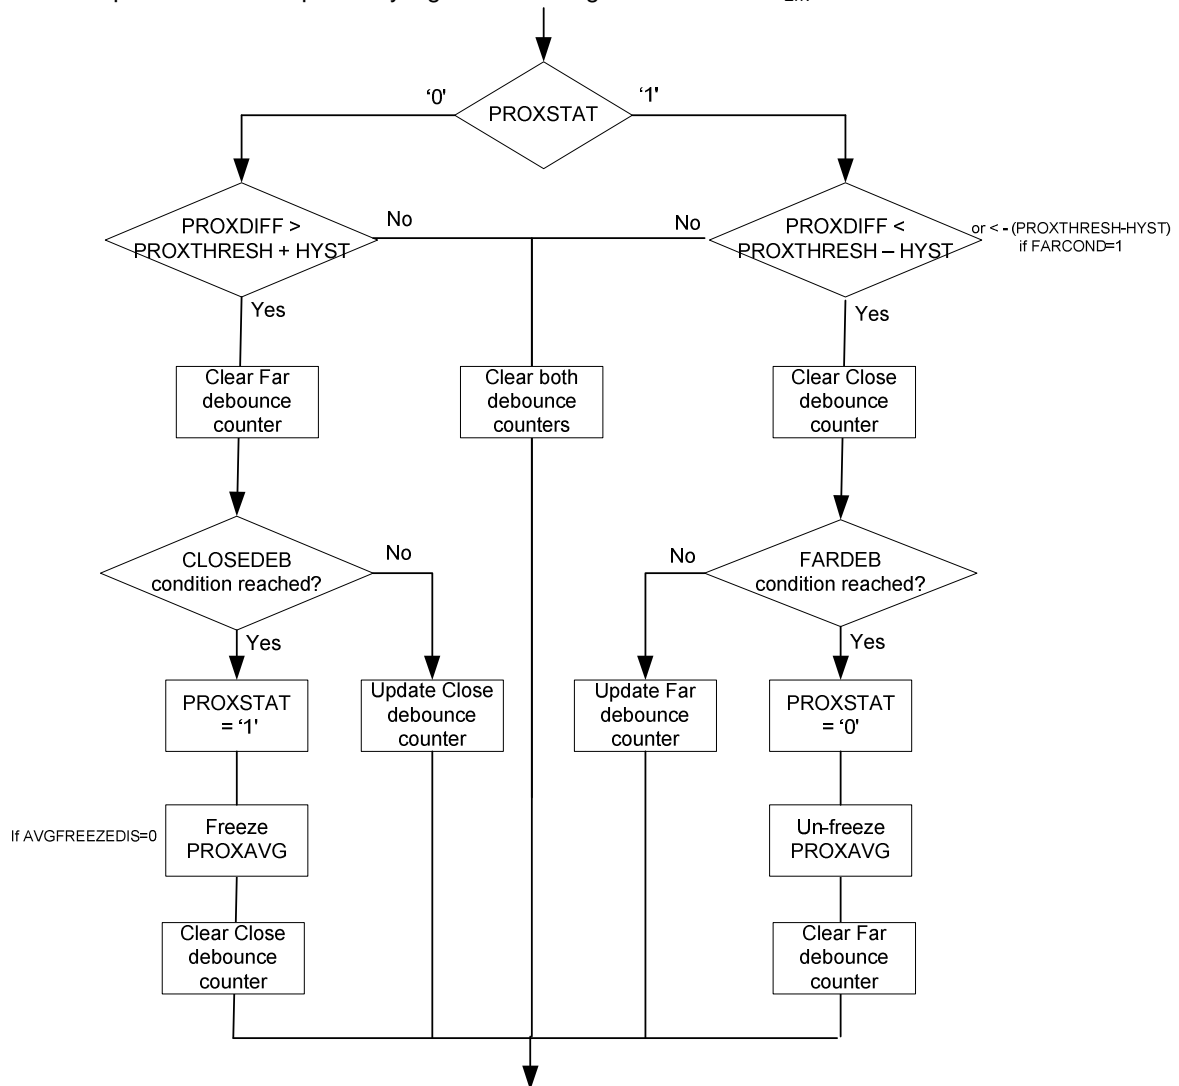 ‘0’
‘1’
PROXSTAT
PROXDIFF >
PROXTHRESH + HYST
No
No
PROXDIFF <
PROXTHRESH – HYST
or < - (PROXTHRESH-HYST)
if FARCOND=1
Yes
Yes
Clear Far
debounce
counter
Clear both
debounce
counters
Clear Close
debounce
counter
CLOSEDEB
condition reached?
No
No
FARDEB
condition reached?
Yes
Yes
PROXSTAT
= ‘1’
Update Close
debounce
counter
Update Far
debounce
counter
PROXSTAT
= ‘0’
If AVGFREEZEDIS=0
Freeze
PROXAVG
Un-freeze
PROXAVG
Clear Close
debounce
counter
Clear Far
debounce
counter